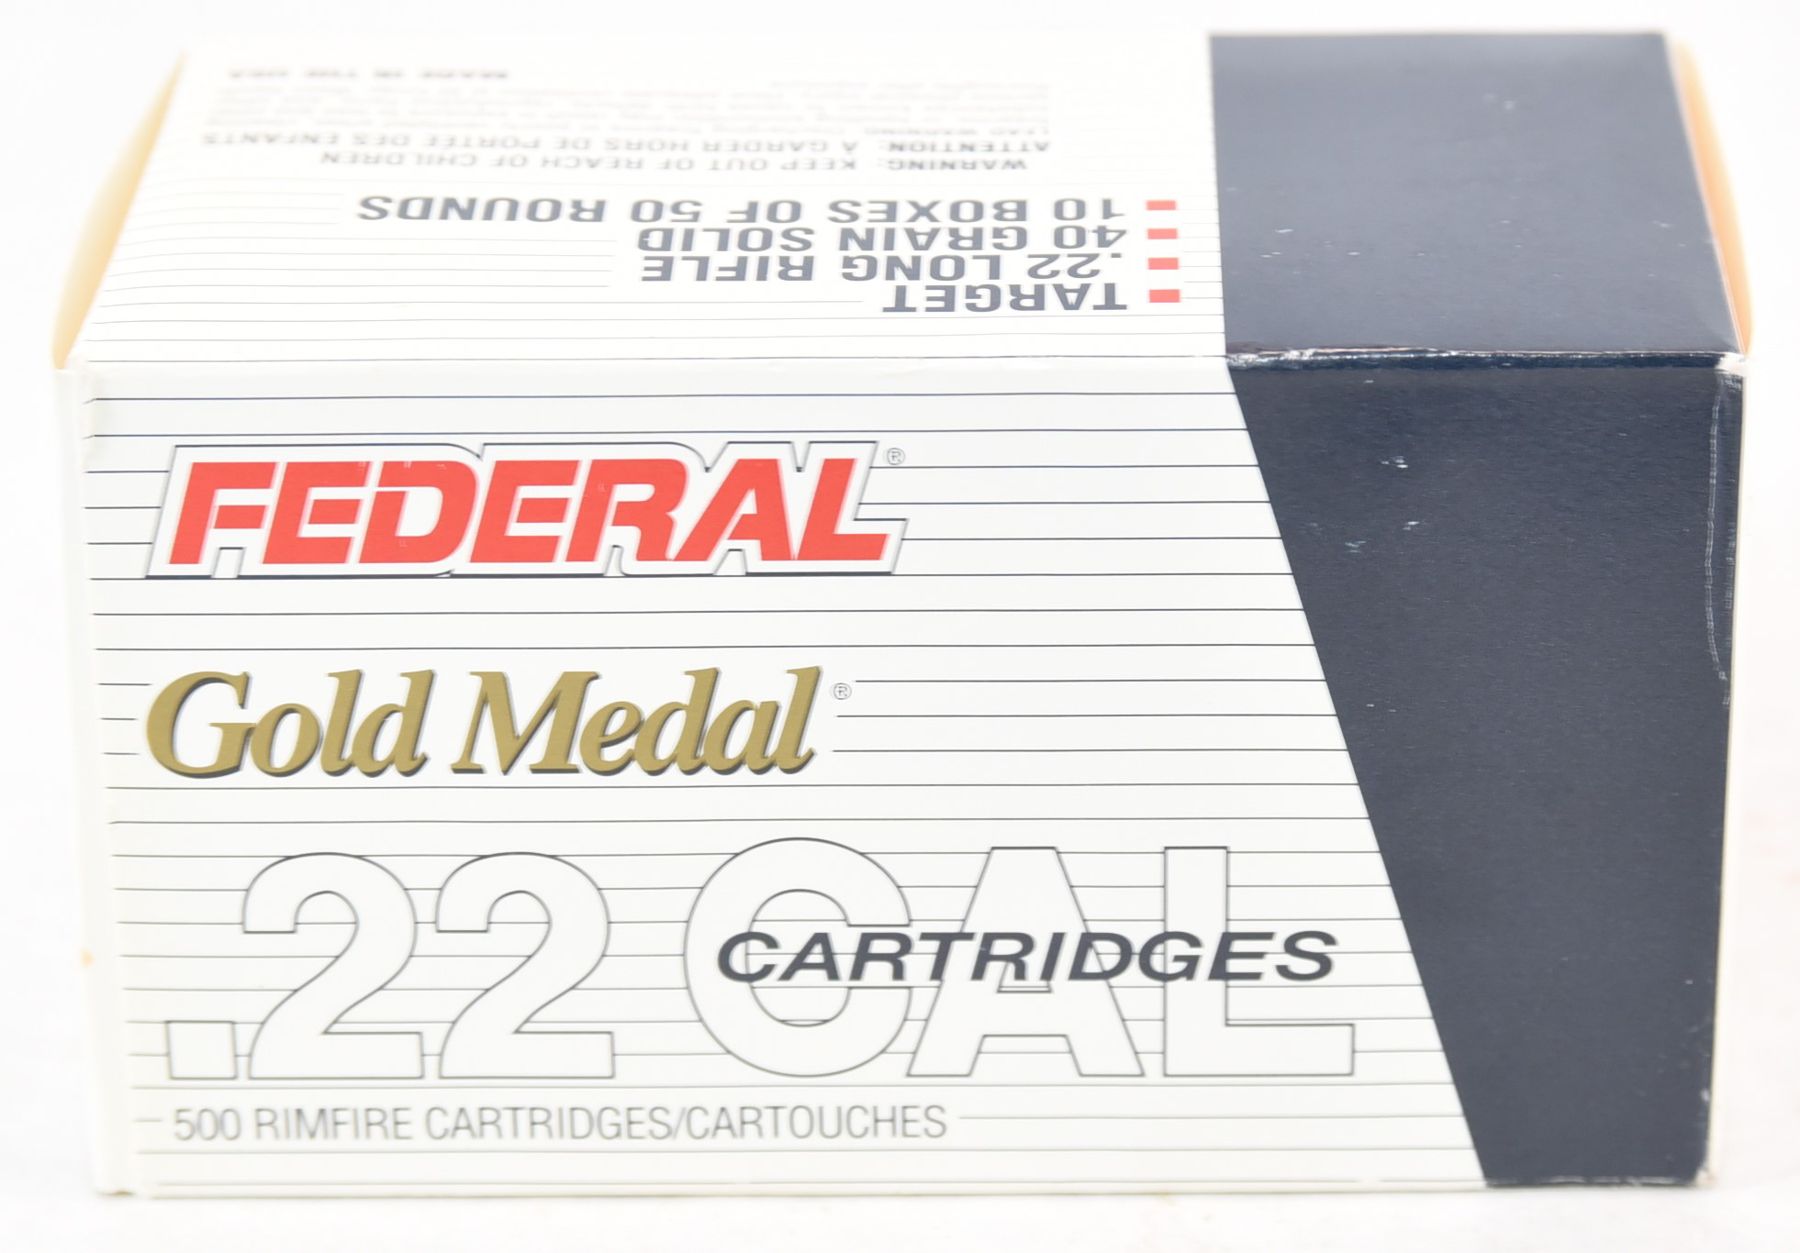 FEDERAL®
Gold Medal®
.22 CAL
CARTRIDGES
500 RIMFIRE CARTRIDGES/CARTOUCHES
TARGET
.22 LONG RIFLE
40 GRAIN SOLID
10 BOXES OF 50 ROUNDS
WARNING: KEEP OUT OF REACH OF CHILDREN
ATTENTION: À GARDER HORS DE PORTÉE DES ENFANTS
MADE IN THE USA